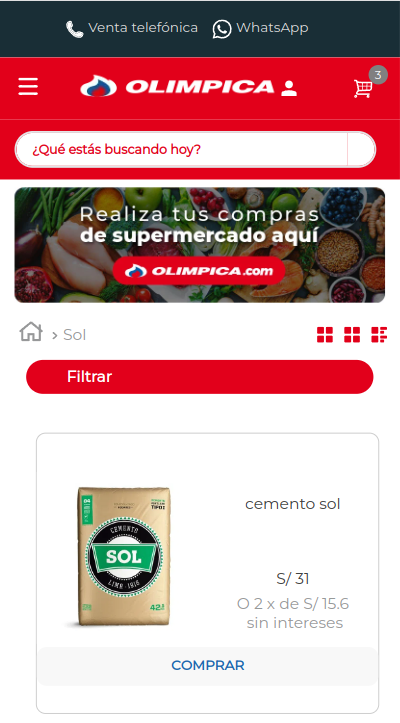 Venta telefónica WhatsApp
OLIMPICA
3
¿Qué estás buscando hoy?
Realiza tus compras
de supermercado aquí
OLIMPICA.com
Sol
Filtrar
CEMENTO
SOL
LIMA - 1916
42.5
cemento sol
S/ 31
O 2 x de S/ 15.6
sin intereses
COMPRAR